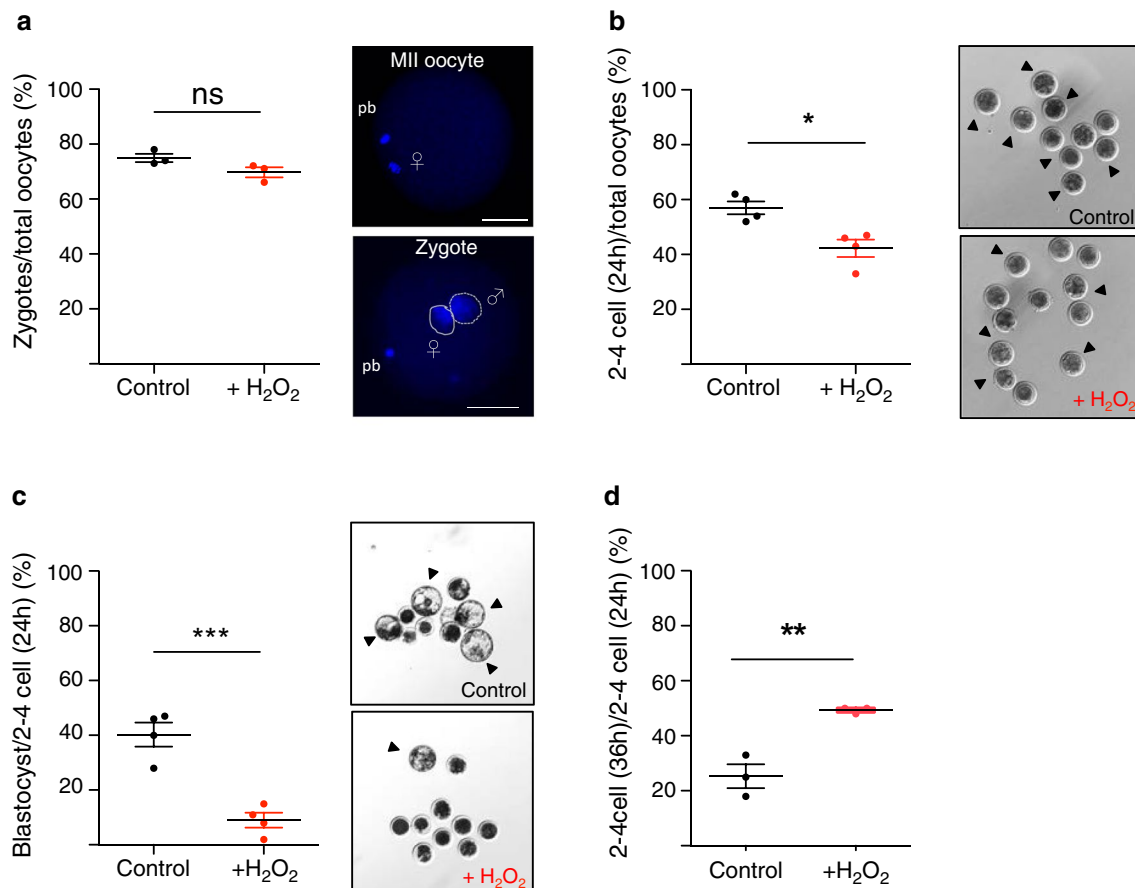 a
Zygotes/total oocytes (%)
100
80
60
40
20
ns
Control
+ H₂O₂
MII oocyte
pb
♀
Zygote
♂
♀
pb
b
2-4 cell (24h)/total oocytes (%)
100
80
60
40
20
*
Control
+ H₂O₂
Control
+ H₂O₂
c
Blastocyst/2-4 cell (24h) (%)
100
80
60
40
20
***
Control
+H₂O₂
Control
+ H₂O₂
d
2-4cell (36h)/2-4 cell (24h) (%)
100
80
60
40
20
**
Control
+H₂O₂